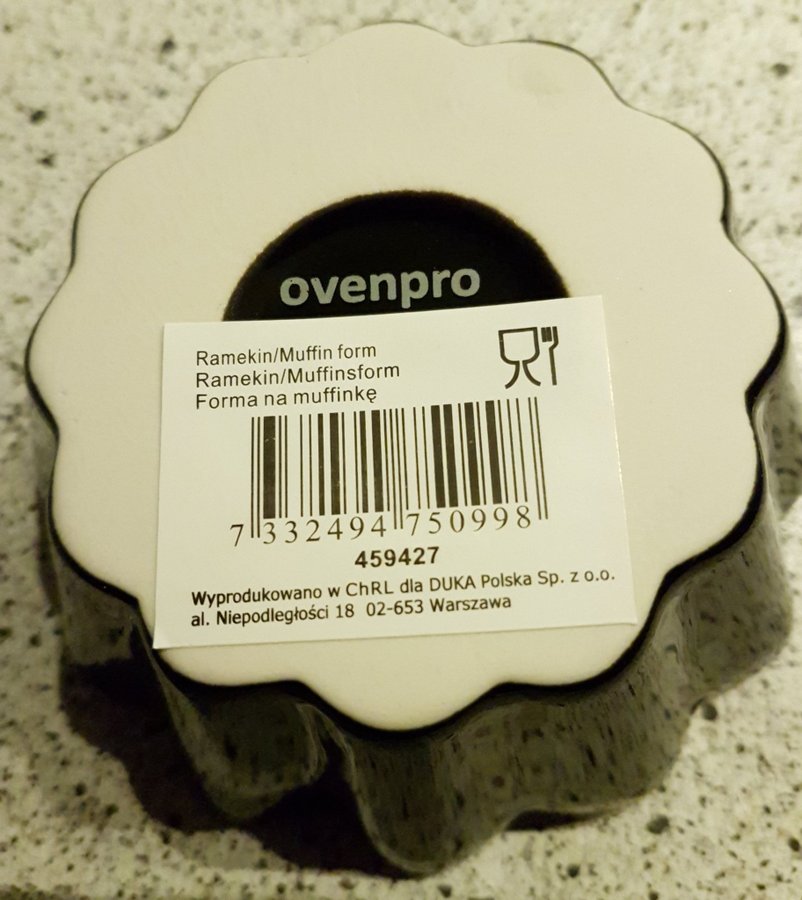 ovenpro
Ramekin/Muffin form
Ramekin/Muffinsform
Forma na muffinkę
7 332494 750998
459427
Wyprodukowano w ChRL dla DUKA Polska Sp. z o.o.
al. Niepodległości 18 02-653 Warszawa